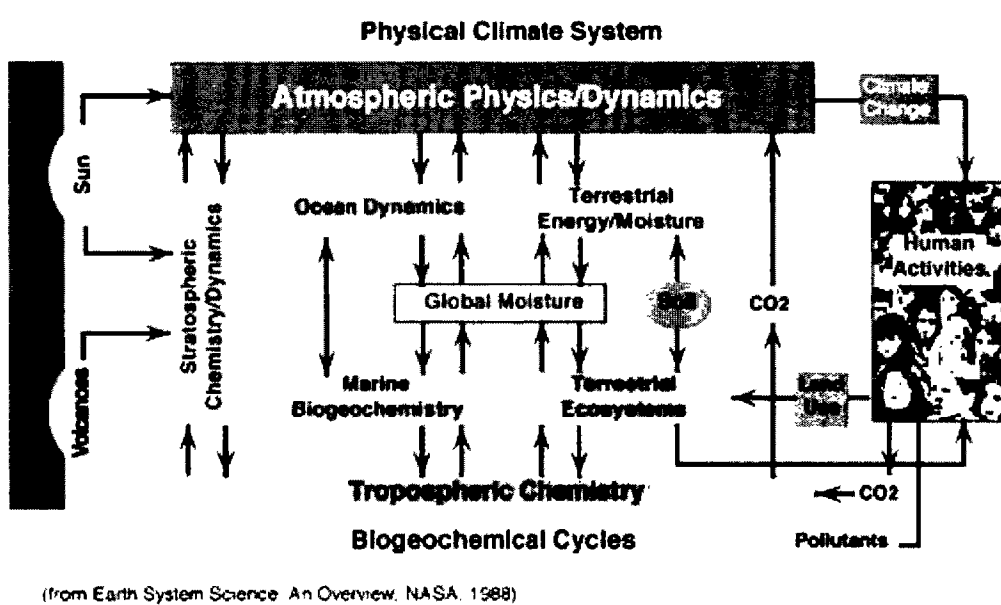 Physical Climate System
Atmospheric Physics/Dynamics
Climate
Change
Sun
Ocean Dynamics
Terrestrial
Energy/Moisture
Human
Activities
Stratospheric
Chemistry/Dynamics
Global Moisture
Soil
CO2
Volcanoes
Marine
Biogeochemistry
Terrestrial
Ecosystems
Land
Use
Tropospheric Chemistry
CO2
Biogeochemical Cycles
Pollutants
(from Earth System Science: An Overview, NASA, 1988)